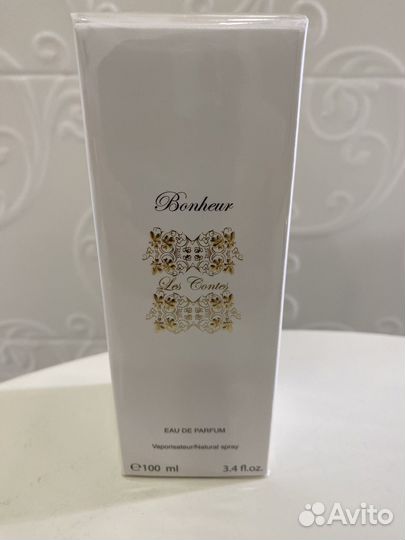 Bonheur
Les Contes
EAU DE PARFUM
Vaporisateur/Natural spray
℮100 ml 3.4 fl.oz.
Avito